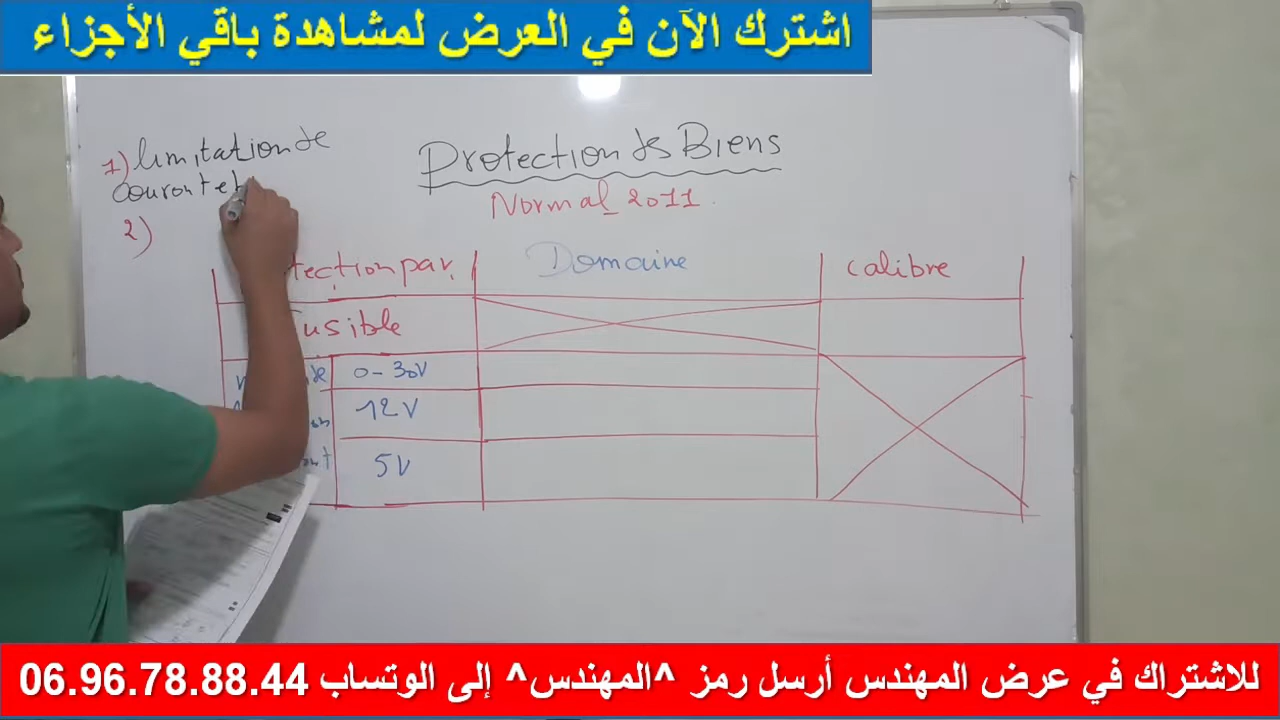 اشترك الآن في العرض لمشاهدة باقي الأجزاء
1) limitation de
courant et
2)
Protection des Biens
Normal 2011
tection par
Domaine
calibre
fusible
0-30V
12V
5V
للاشتراك في عرض المهندس أرسل رمز ^المهندس^ إلى الوتساب 06.96.78.88.44